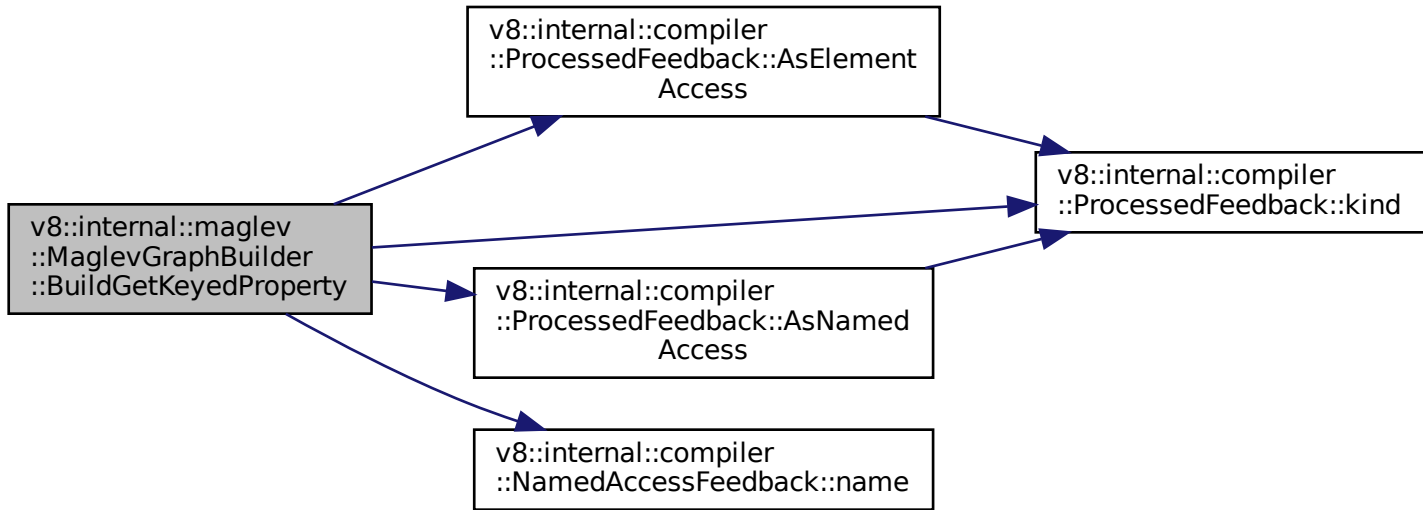 v8::internal::compiler
::ProcessedFeedback::AsElement
Access
v8::internal::compiler
::ProcessedFeedback::kind
v8::internal::maglev
::MaglevGraphBuilder
::BuildGetKeyedProperty
v8::internal::compiler
::ProcessedFeedback::AsNamed
Access
v8::internal::compiler
::NamedAccessFeedback::name